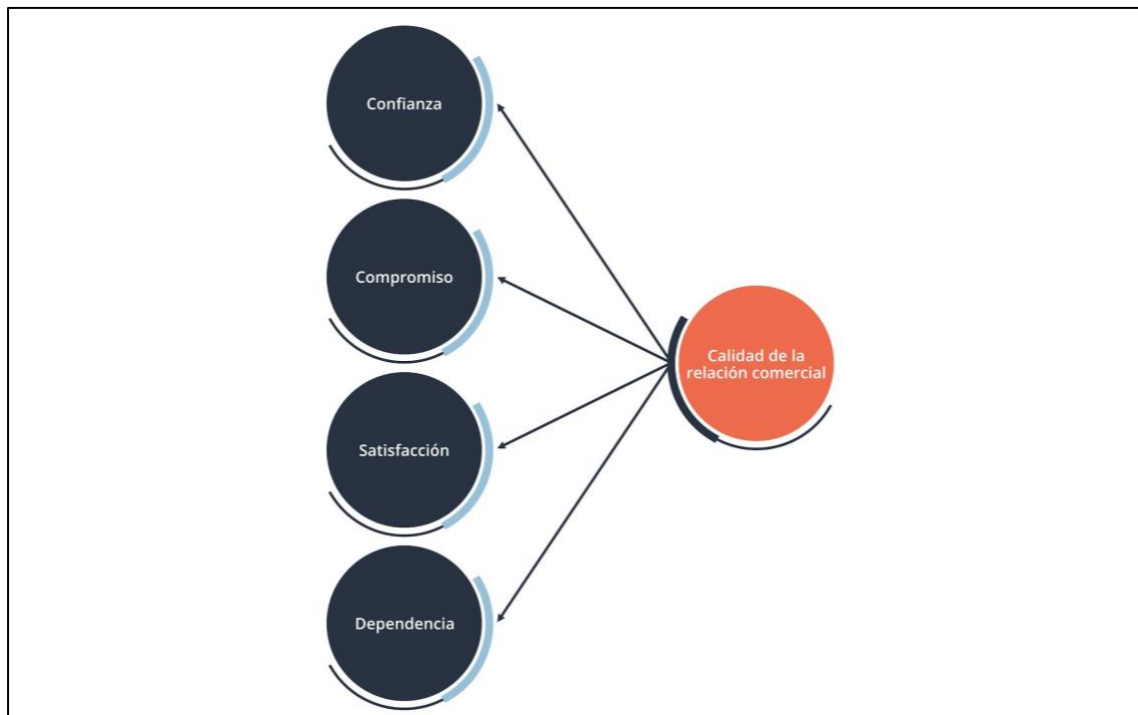 Confianza
Compromiso
Calidad de la
relación comercial
Satisfacción
Dependencia